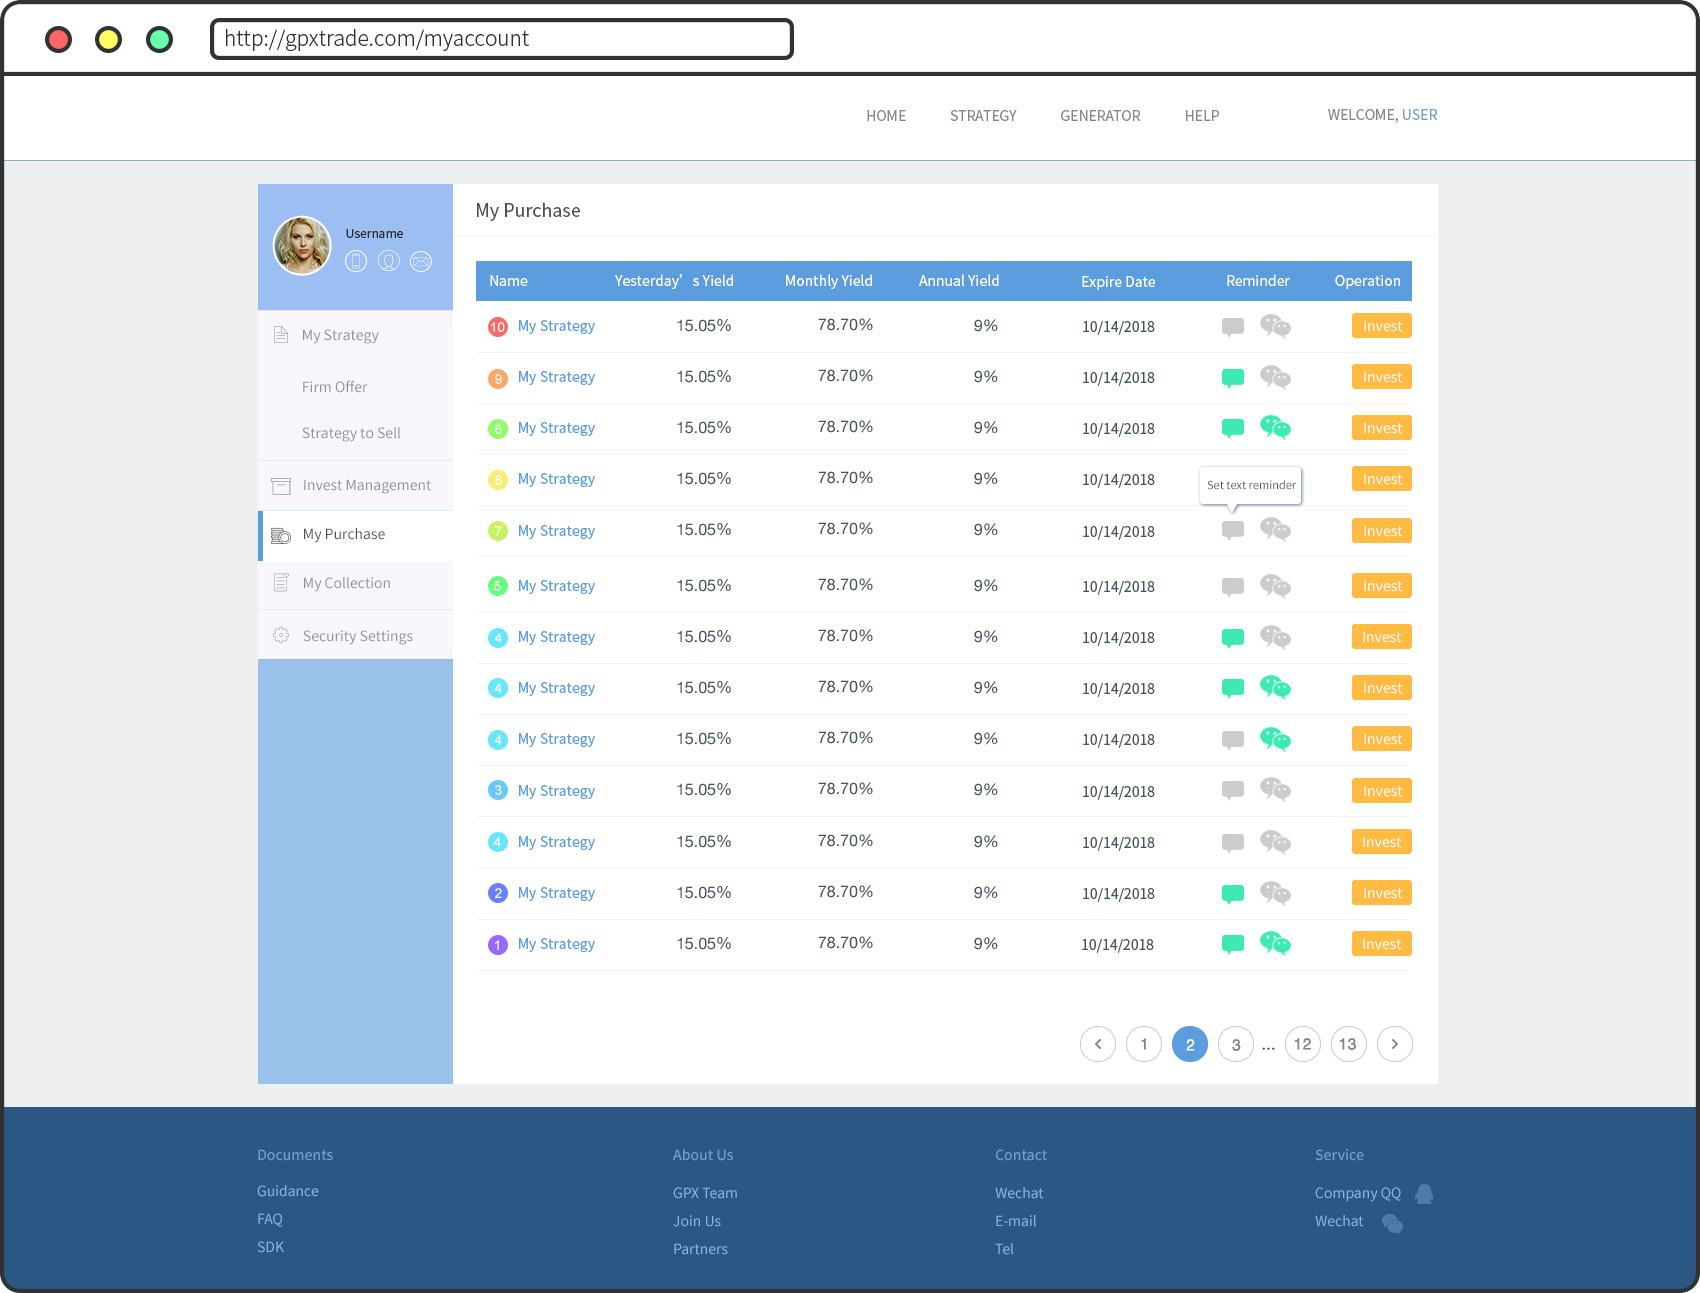 http://gpxtrade.com/myaccount
HOME STRATEGY GENERATOR HELP WELCOME, USER
Username
My Strategy
Firm Offer
Strategy to Sell
Invest Management
My Purchase
My Collection
Security Settings
My Purchase
Name Yesterday’s Yield Monthly Yield Annual Yield Expire Date Reminder Operation
10 My Strategy 15.05% 78.70% 9% 10/14/2018 Invest
9 My Strategy 15.05% 78.70% 9% 10/14/2018 Invest
6 My Strategy 15.05% 78.70% 9% 10/14/2018 Invest
8 My Strategy 15.05% 78.70% 9% 10/14/2018 Invest
Set text reminder
7 My Strategy 15.05% 78.70% 9% 10/14/2018 Invest
5 My Strategy 15.05% 78.70% 9% 10/14/2018 Invest
4 My Strategy 15.05% 78.70% 9% 10/14/2018 Invest
4 My Strategy 15.05% 78.70% 9% 10/14/2018 Invest
4 My Strategy 15.05% 78.70% 9% 10/14/2018 Invest
3 My Strategy 15.05% 78.70% 9% 10/14/2018 Invest
4 My Strategy 15.05% 78.70% 9% 10/14/2018 Invest
2 My Strategy 15.05% 78.70% 9% 10/14/2018 Invest
1 My Strategy 15.05% 78.70% 9% 10/14/2018 Invest
< 1 2 3 ... 12 13 >
Documents
Guidance
FAQ
SDK
About Us
GPX Team
Join Us
Partners
Contact
Wechat
E-mail
Tel
Service
Company QQ
Wechat